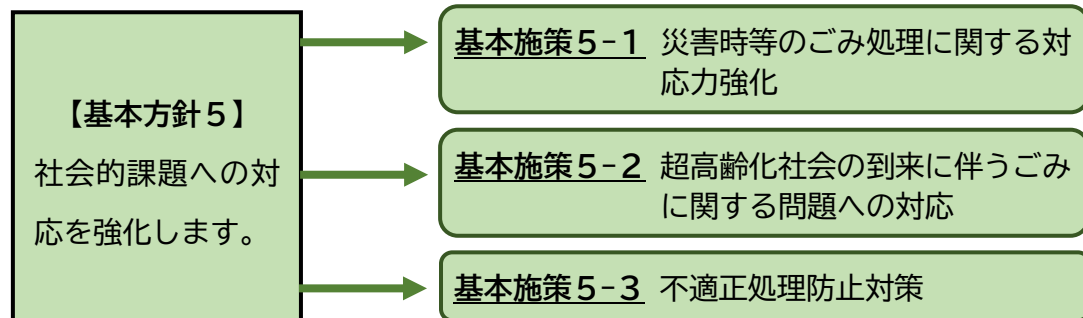 【基本方針５】
社会的課題への対
応を強化します。
基本施策５-１ 災害時等のごみ処理に関する対
応力強化
基本施策５-２ 超高齢化社会の到来に伴うごみ
に関する問題への対応
基本施策５-３ 不適正処理防止対策